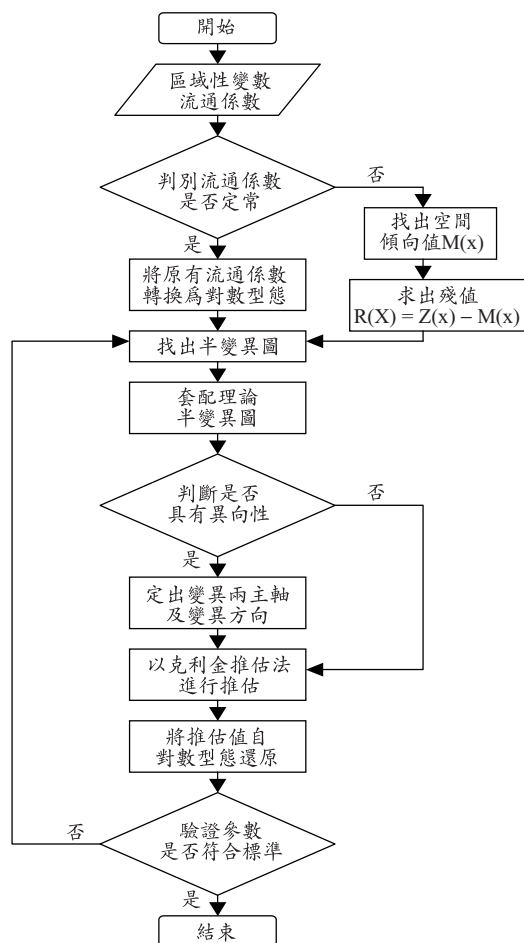 開始
區域性變數
流通係數
判別流通係數
是否定常
否
是
找出空間
傾向值M(x)
將原有流通係數
轉換為對數型態
求出殘值
R(X) = Z(x) – M(x)
找出半變異圖
套配理論
半變異圖
判斷是否
具有異向性
否
是
定出變異兩主軸
及變異方向
以克利金推估法
進行推估
將推估值自
對數型態還原
驗證參數
是否符合標準
否
是
結束